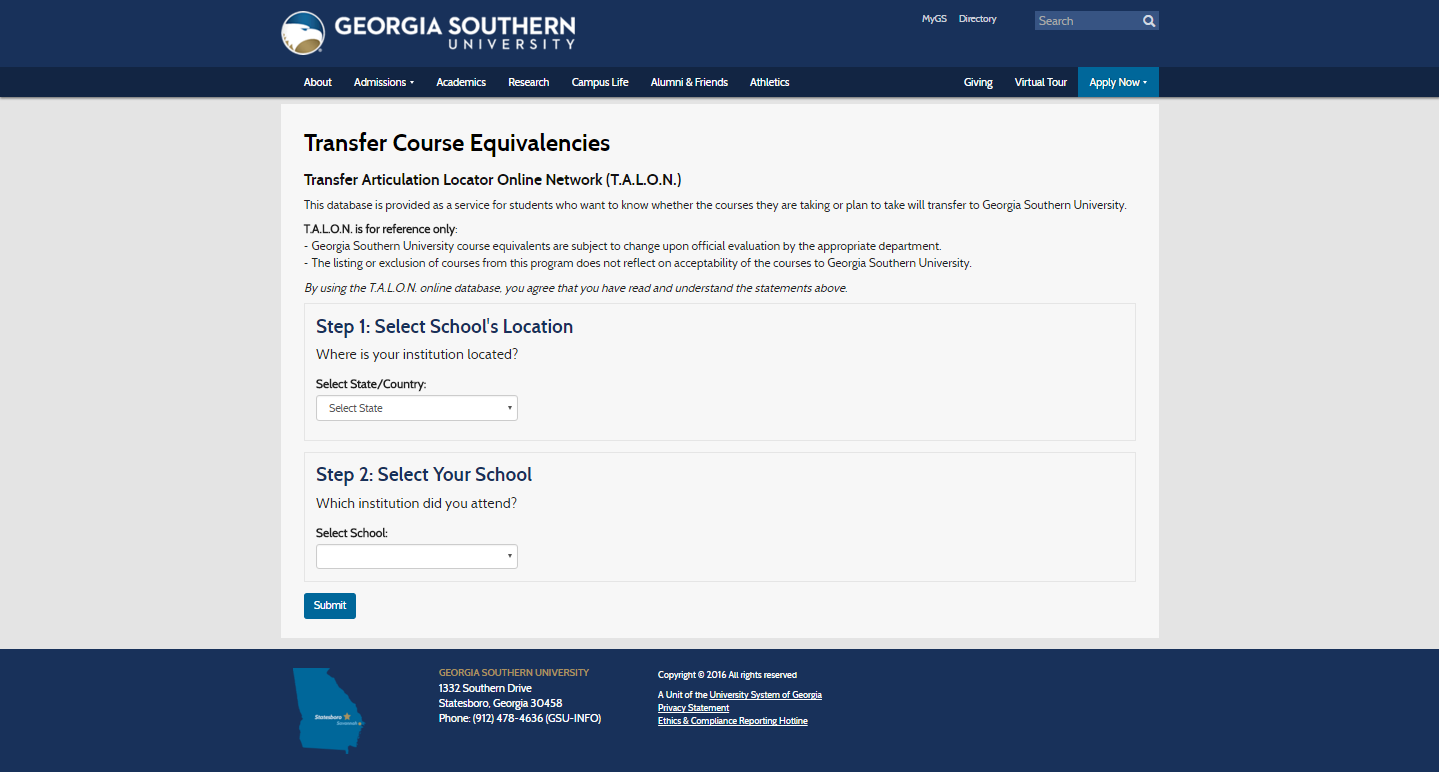 GEORGIA SOUTHERN
UNIVERSITY
MyGS Directory
Search
About Admissions Academics Research Campus Life Alumni & Friends Athletics Giving Virtual Tour Apply Now
Transfer Course Equivalencies
Transfer Articulation Locator Online Network (T.A.L.O.N.)
This database is provided as a service for students who want to know whether the courses they are taking or plan to take will transfer to Georgia Southern University.
T.A.L.O.N. is for reference only:
- Georgia Southern University course equivalents are subject to change upon official evaluation by the appropriate department.
- The listing or exclusion of courses from this program does not reflect on acceptability of the courses to Georgia Southern University.
By using the T.A.L.O.N. online database, you agree that you have read and understand the statements above.
Step 1: Select School's Location
Where is your institution located?
Select State/Country:
Select State
Step 2: Select Your School
Which institution did you attend?
Select School:
Submit
Statesboro
Savannah
GEORGIA SOUTHERN UNIVERSITY
1332 Southern Drive
Statesboro, Georgia 30458
Phone: (912) 478-4636 (GSU-INFO)
Copyright © 2016 All rights reserved
A Unit of the University System of Georgia
Privacy Statement
Ethics & Compliance Reporting Hotline